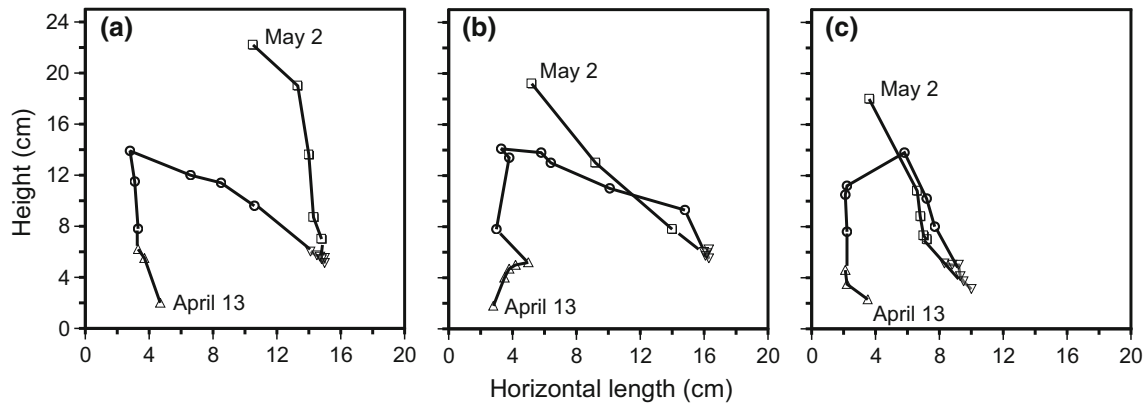 (a)
(b)
(c)
24
20
16
12
8
4
0
Height (cm)
May 2
April 13
May 2
April 13
May 2
April 13
0 4 8 12 16 20
0 4 8 12 16 20
0 4 8 12 16 20
Horizontal length (cm)